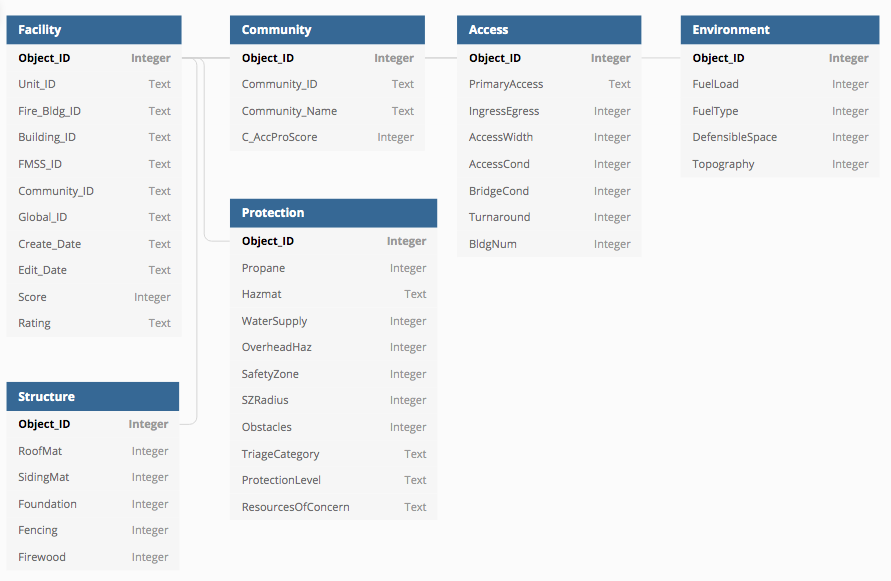 Facility
Object_ID Integer
Unit_ID Text
Fire_Bldg_ID Text
Building_ID Text
FMSS_ID Text
Community_ID Text
Global_ID Text
Create_Date Text
Edit_Date Text
Score Integer
Rating Text
Structure
Object_ID Integer
RoofMat Integer
SidingMat Integer
Foundation Integer
Fencing Integer
Firewood Integer
Community
Object_ID Integer
Community_ID Text
Community_Name Text
C_AccProScore Integer
Protection
Object_ID Integer
Propane Integer
Hazmat Text
WaterSupply Integer
OverheadHaz Integer
SafetyZone Integer
SZRadius Integer
Obstacles Integer
TriageCategory Text
ProtectionLevel Text
ResourcesOfConcern Text
Access
Object_ID Integer
PrimaryAccess Text
IngressEgress Integer
AccessWidth Integer
AccessCond Integer
BridgeCond Integer
Turnaround Integer
BldgNum Integer
Environment
Object_ID Integer
FuelLoad Integer
FuelType Integer
DefensibleSpace Integer
Topography Integer